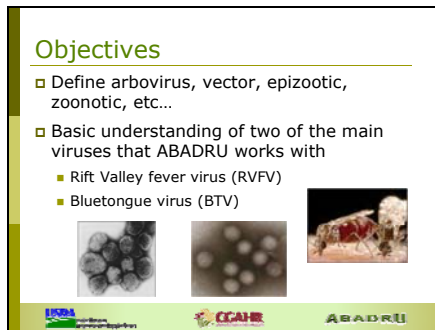 Objectives
Define arbovirus, vector, epizootic,
zoonotic, etc…
Basic understanding of two of the main
viruses that ABADRU works with
Rift Valley fever virus (RVFV)
Bluetongue virus (BTV)
USDA
CGAHR
ABADRU